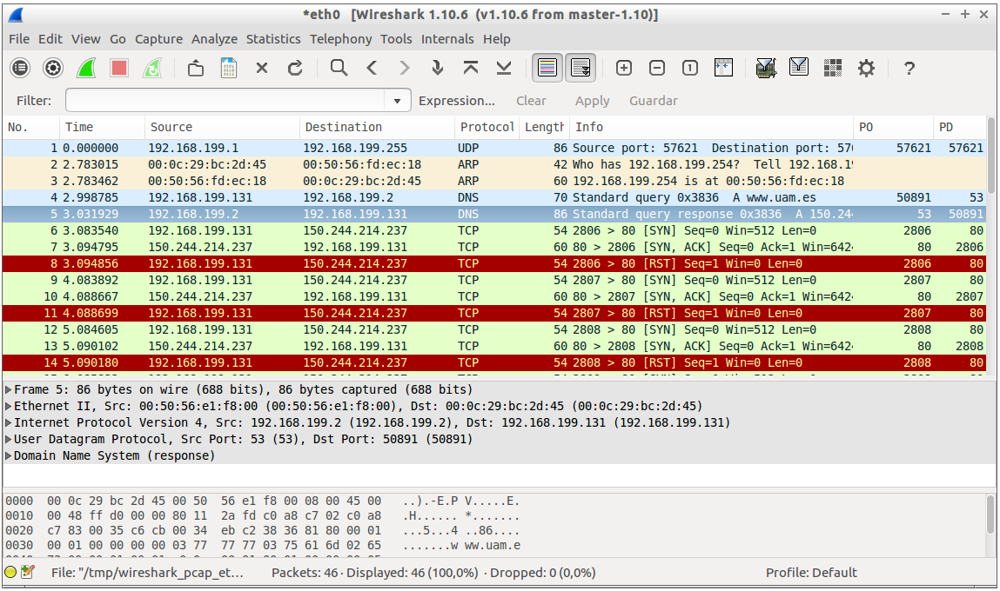 *eth0 [Wireshark 1.10.6 (v1.10.6 from master-1.10)]
File Edit View Go Capture Analyze Statistics Telephony Tools Internals Help
Filter: Expression... Clear Apply Guardar
No. Time Source Destination Protocol Length Info PO PD
1 0.000000 192.168.199.1 192.168.199.255 UDP 86 Source port: 57621 Destination port: 57 57621 57621
2 2.783015 00:0c:29:bc:2d:45 00:50:56:fd:ec:18 ARP 42 Who has 192.168.199.254? Tell 192.168.1
3 2.783462 00:50:56:fd:ec:18 00:0c:29:bc:2d:45 ARP 60 192.168.199.254 is at 00:50:56:fd:ec:18
4 2.998785 192.168.199.131 192.168.199.2 DNS 70 Standard query 0x3836 A www.uam.es 50891 53
5 3.031929 192.168.199.2 192.168.199.131 DNS 86 Standard query response 0x3836 A 150.24 53 50891
6 3.083540 192.168.199.131 150.244.214.237 TCP 54 2806 > 80 [SYN] Seq=0 Win=512 Len=0 2806 80
7 3.094795 150.244.214.237 192.168.199.131 TCP 60 80 > 2806 [SYN, ACK] Seq=0 Ack=1 Win=642 80 2806
8 3.094856 192.168.199.131 150.244.214.237 TCP 54 2806 > 80 [RST] Seq=1 Win=0 Len=0 2806 80
9 4.083892 192.168.199.131 150.244.214.237 TCP 54 2807 > 80 [SYN] Seq=0 Win=512 Len=0 2807 80
10 4.088667 150.244.214.237 192.168.199.131 TCP 60 80 > 2807 [SYN, ACK] Seq=0 Ack=1 Win=642 80 2807
11 4.088699 192.168.199.131 150.244.214.237 TCP 54 2807 > 80 [RST] Seq=1 Win=0 Len=0 2807 80
12 5.084605 192.168.199.131 150.244.214.237 TCP 54 2808 > 80 [SYN] Seq=0 Win=512 Len=0 2808 80
13 5.090102 150.244.214.237 192.168.199.131 TCP 60 80 > 2808 [SYN, ACK] Seq=0 Ack=1 Win=642 80 2808
14 5.090180 192.168.199.131 150.244.214.237 TCP 54 2808 > 80 [RST] Seq=1 Win=0 Len=0 2808 80
Frame 5: 86 bytes on wire (688 bits), 86 bytes captured (688 bits)
Ethernet II, Src: 00:50:56:e1:f8:00 (00:50:56:e1:f8:00), Dst: 00:0c:29:bc:2d:45 (00:0c:29:bc:2d:45)
Internet Protocol Version 4, Src: 192.168.199.2 (192.168.199.2), Dst: 192.168.199.131 (192.168.199.131)
User Datagram Protocol, Src Port: 53 (53), Dst Port: 50891 (50891)
Domain Name System (response)
0000 00 0c 29 bc 2d 45 00 50 56 e1 f8 00 08 00 45 00 ..).-E.P V.....E.
0010 00 48 ff d0 00 00 80 11 2a fd c0 a8 c7 02 c0 a8 .H...... *.......
0020 c7 83 00 35 c6 cb 00 34 eb c2 38 36 81 80 00 01 ...5...4 ..86....
0030 00 01 00 00 00 00 03 77 77 77 03 75 61 6d 02 65 .......w ww.uam.e
File: "/tmp/wireshark_pcap_et... Packets: 46 · Displayed: 46 (100,0%) · Dropped: 0 (0,0%) Profile: Default